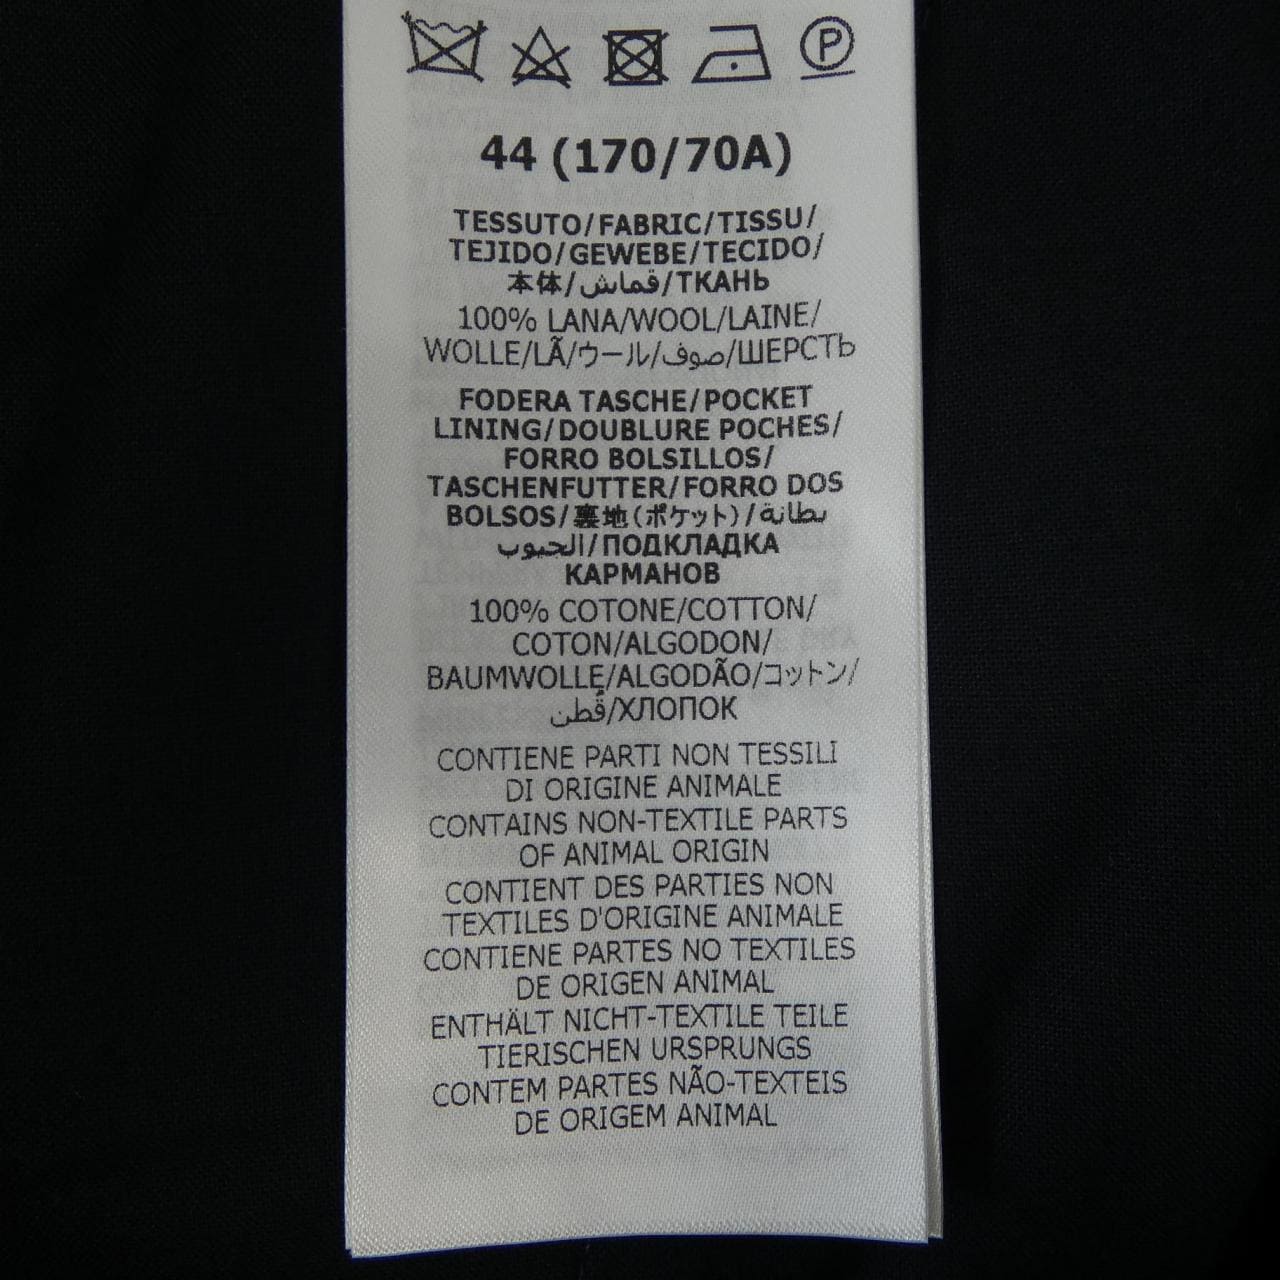 P
44 (170/70A)
TESSUTO/FABRIC/TISSU/
TEJIDO/GEWEBE/TECIDO/
本体/قماش/ТКАНЬ
100% LANA/WOOL/LAINE/
WOLLE/LÃ/ウール/صوف/ШЕРСТЬ
FODERA TASCHE/POCKET
LINING/DOUBLURE POCHES/
FORRO BOLSILLOS/
TASCHENFUTTER/FORRO DOS
BOLSOS/裏地(ポケット)/بطانة
الجيوب/ПОДКЛАДКА
КАРМАНОВ
100% COTONE/COTTON/
COTON/ALGODON/
BAUMWOLLE/ALGODÃO/コットン/
قُطن/ХЛОПОК
CONTIENE PARTI NON TESSILI
DI ORIGINE ANIMALE
CONTAINS NON-TEXTILE PARTS
OF ANIMAL ORIGIN
CONTIENT DES PARTIES NON
TEXTILES D'ORIGINE ANIMALE
CONTIENE PARTES NO TEXTILES
DE ORIGEN ANIMAL
ENTHÄLT NICHT-TEXTILE TEILE
TIERISCHEN URSPRUNGS
CONTEM PARTES NÃO-TEXTEIS
DE ORIGEM ANIMAL